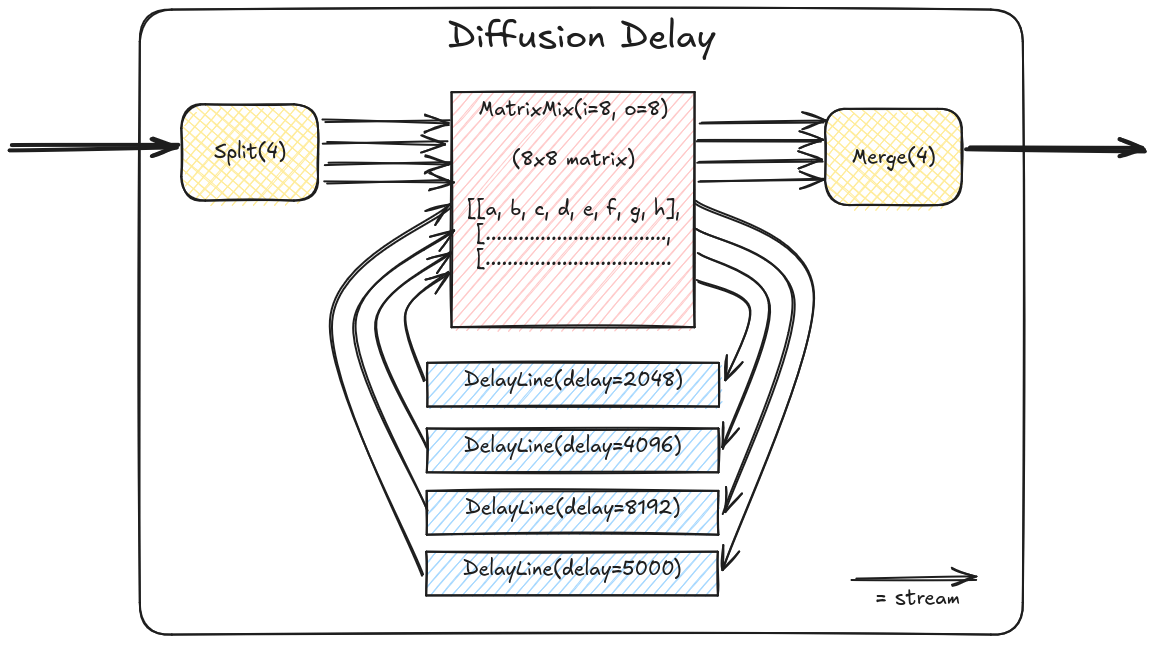 Diffusion Delay
Split(4)
MatrixMix(i=8, o=8)
(8x8 matrix)
[[a, b, c, d, e, f, g, h],
[................................,
[.................................
Merge(4)
DelayLine(delay=2048)
DelayLine(delay=4096)
DelayLine(delay=8192)
DelayLine(delay=5000)
= stream